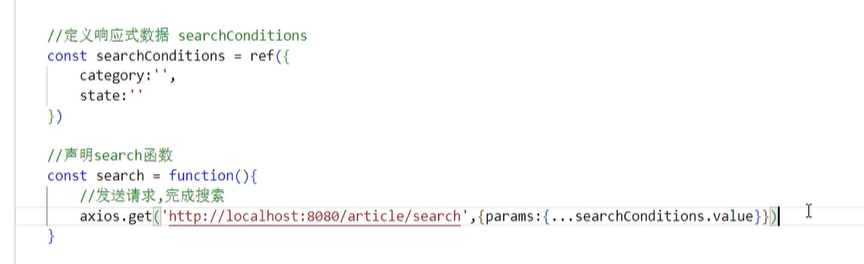 //定义响应式数据 searchConditions
const searchConditions = ref({
    category:'',
    state:''
})
//声明search函数
const search = function(){
    //发送请求,完成搜索
    axios.get('http://localhost:8080/article/search',{params:{...searchConditions.value}})
}